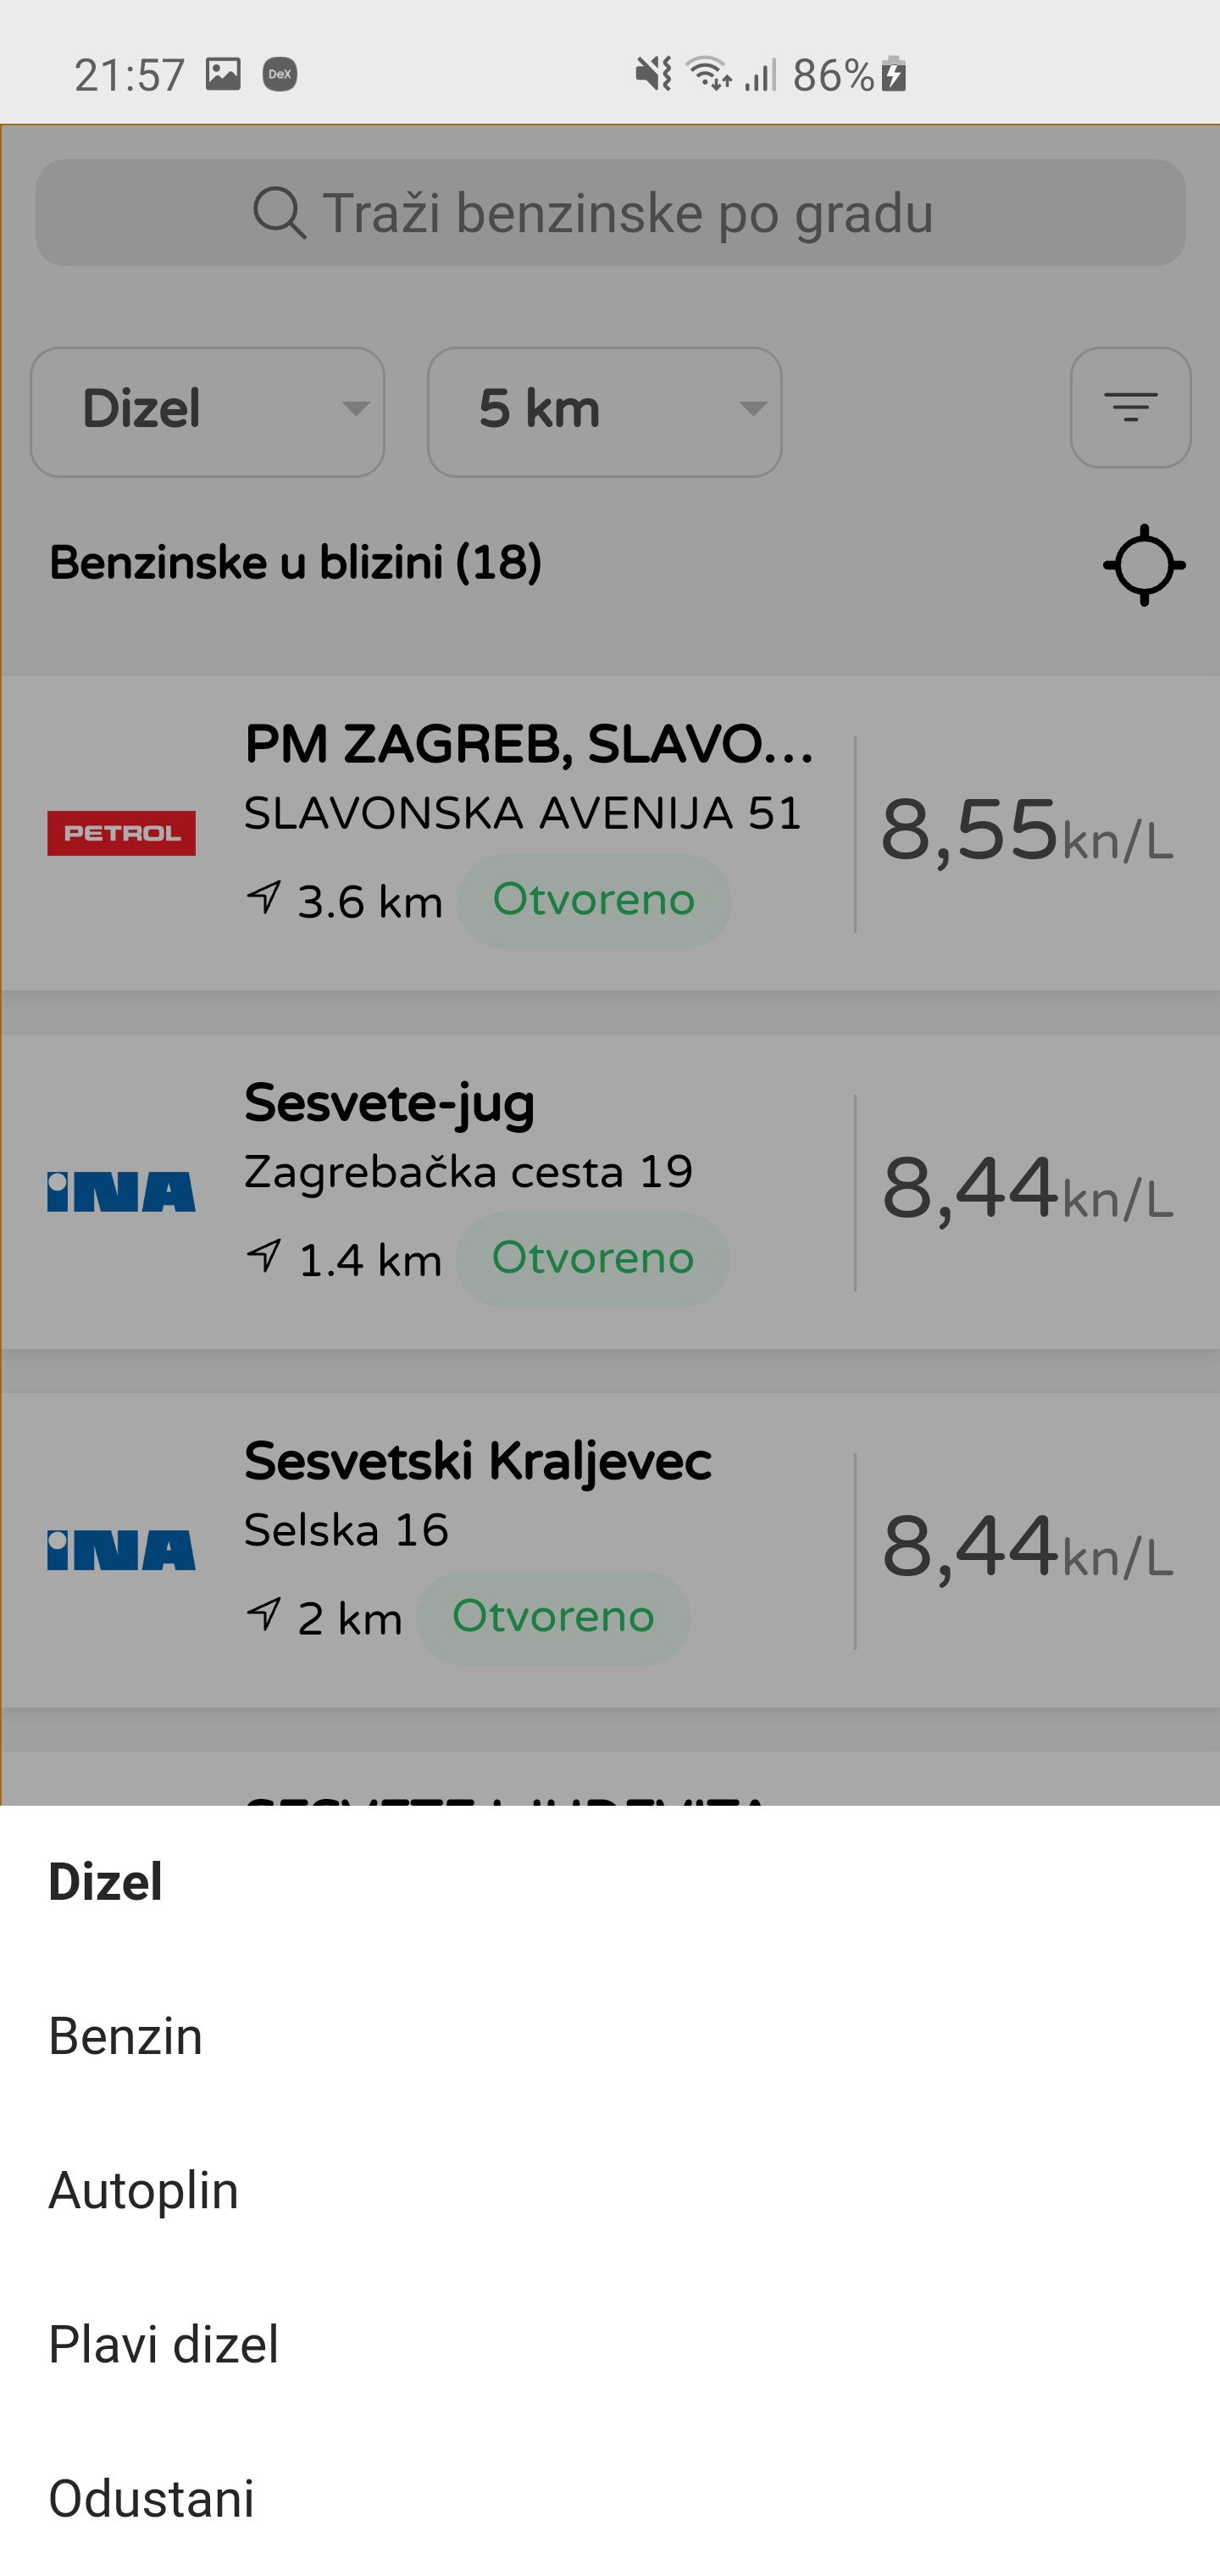 21:57 DeX 86%
Traži benzinske po gradu
Dizel 5 km
Benzinske u blizini (18)
PM ZAGREB, SLAVO...
SLAVONSKA AVENIJA 51
3.6 km Otvoreno
PETROL
8,55kn/L
Sesvete-jug
Zagrebačka cesta 19
1.4 km Otvoreno
INA
8,44kn/L
Sesvetski Kraljevec
Selska 16
2 km Otvoreno
INA
8,44kn/L
Dizel
Benzin
Autoplin
Plavi dizel
Odustani